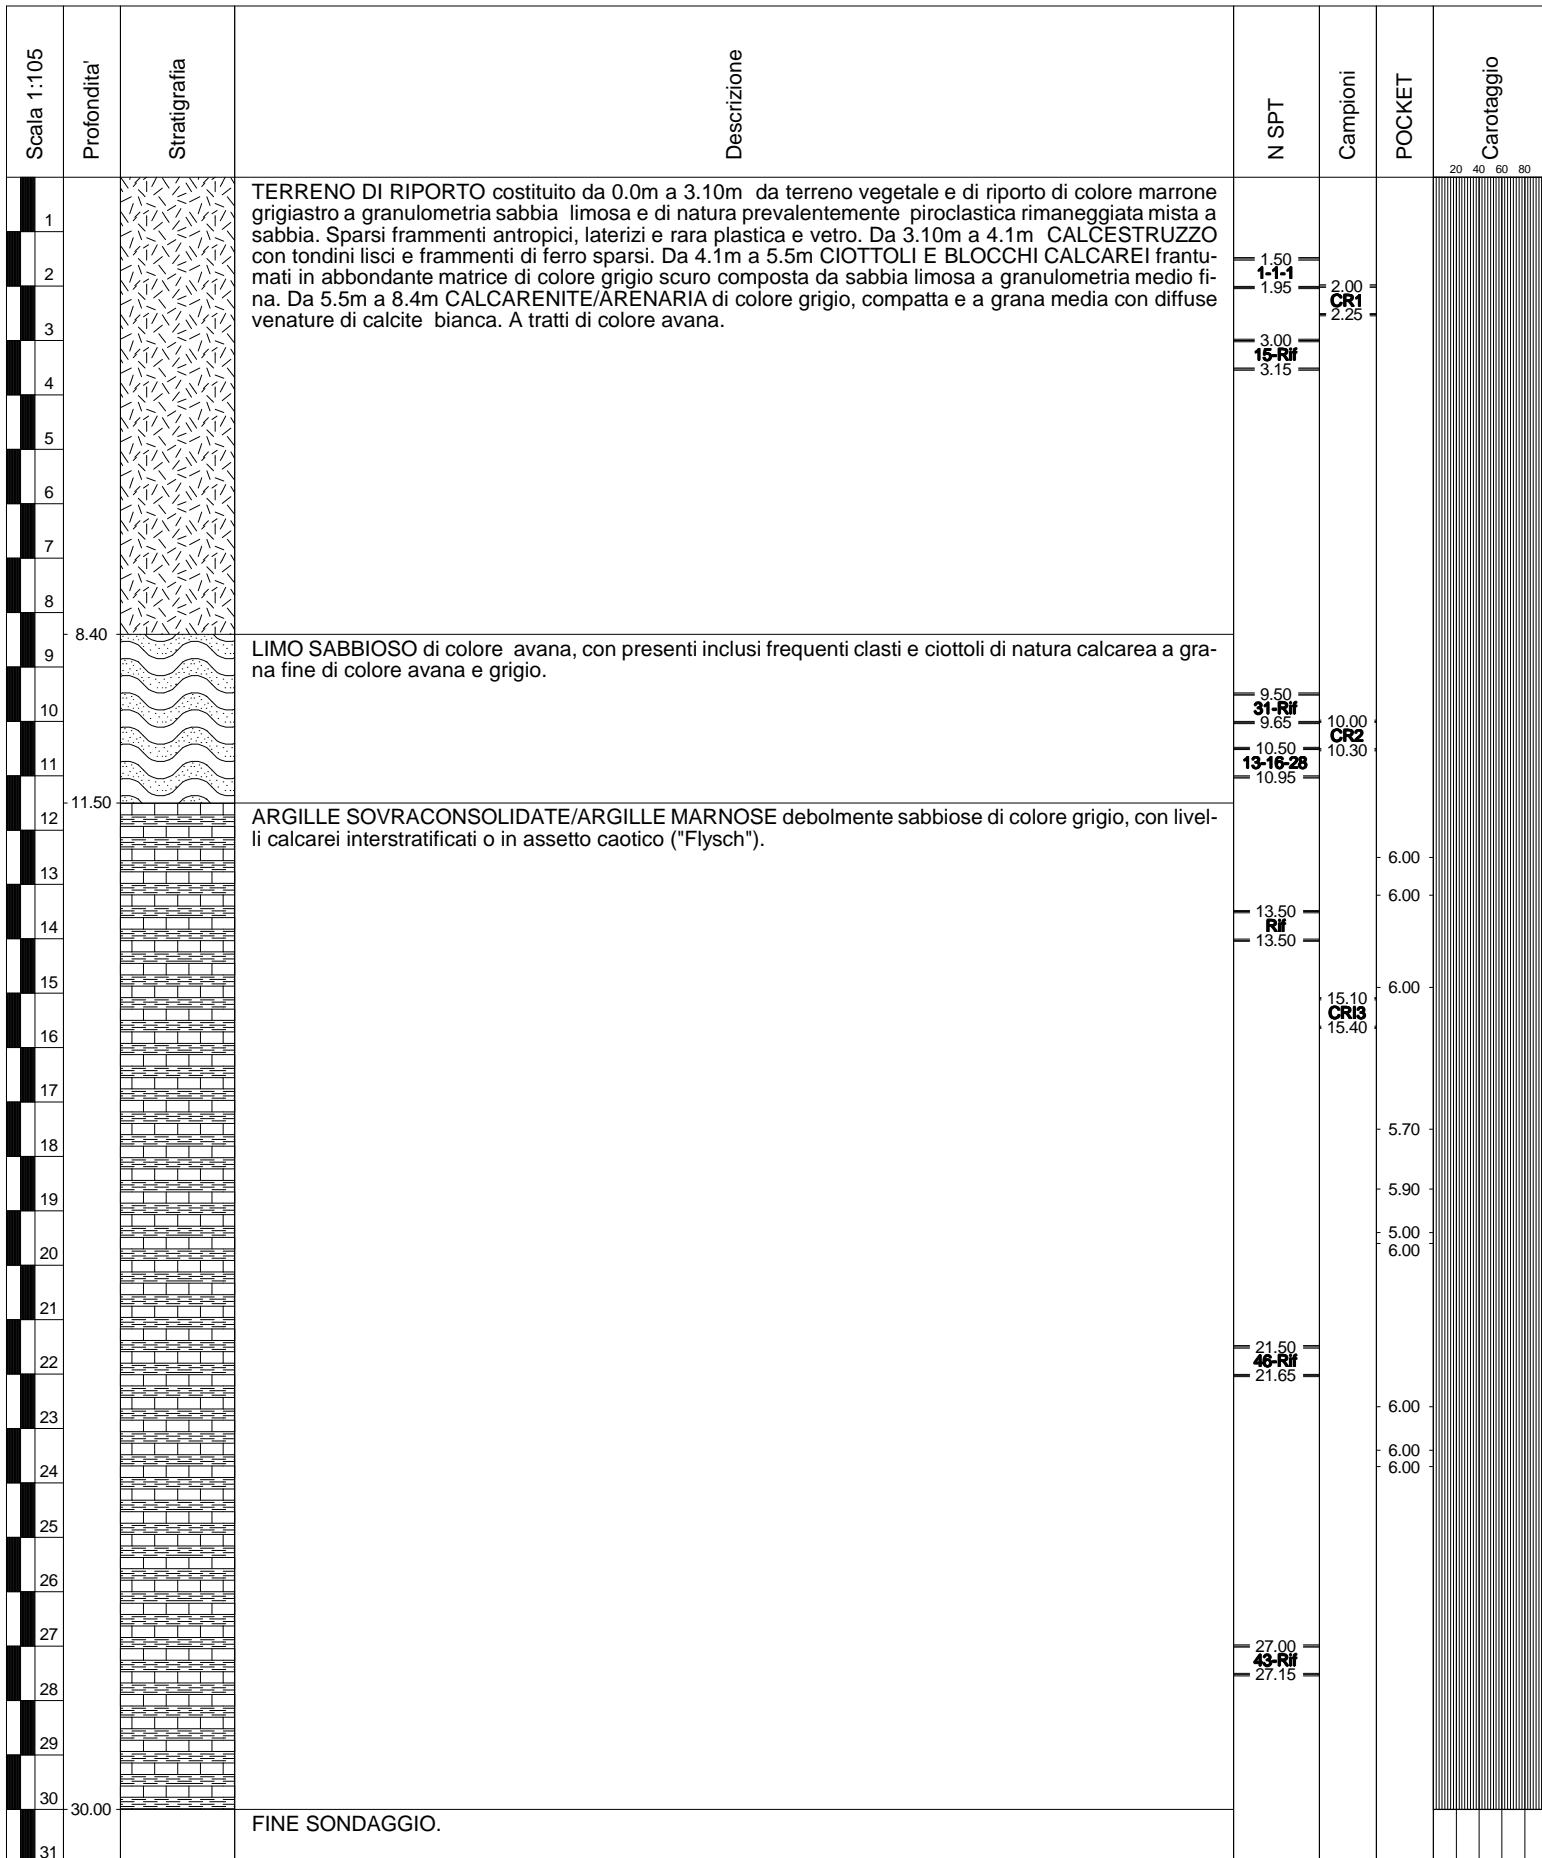 Scala 1:105
Profondita'
Stratigrafia
Descrizione
N SPT
Campioni
POCKET
Carotaggio
20 40 60 80
TERRENO DI RIPORTO costituito da 0.0m a 3.10m da terreno vegetale e di riporto di colore marrone
grigiastro a granulometria sabbia limosa e di natura prevalentemente piroclastica rimaneggiata mista a
sabbia. Sparsi frammenti antropici, laterizi e rara plastica e vetro. Da 3.10m a 4.1m CALCESTRUZZO
con tondini lisci e frammenti di ferro sparsi. Da 4.1m a 5.5m CIOTTOLI E BLOCCHI CALCAREI frantu-
mati in abbondante matrice di colore grigio scuro composta da sabbia limosa a granulometria medio fi-
na. Da 5.5m a 8.4m CALCARENITE/ARENARIA di colore grigio, compatta e a grana media con diffuse
venature di calcite bianca. A tratti di colore avana.
1
2
3
4
5
6
7
8
9
10
11
12
13
14
15
16
17
18
19
20
21
22
23
24
25
26
27
28
29
30
31
8.40
11.50
30.00
LIMO SABBIOSO di colore avana, con presenti inclusi frequenti clasti e ciottoli di natura calcarea a gra-
na fine di colore avana e grigio.
ARGILLE SOVRACONSOLIDATE/ARGILLE MARNOSE debolmente sabbiose di colore grigio, con livel-
li calcarei interstratificati o in assetto caotico ("Flysch").
FINE SONDAGGIO.
1.50
1-1-1
1.95
3.00
15-Rif
3.15
9.50
31-Rif
9.65
10.50
13-16-28
10.95
13.50
Rif
13.50
21.50
46-Rif
21.65
27.00
43-Rif
27.15
2.00
CR1
2.25
10.00
CR2
10.30
15.10
CRI3
15.40
6.00
6.00
6.00
5.70
5.90
5.00
6.00
6.00
6.00
6.00